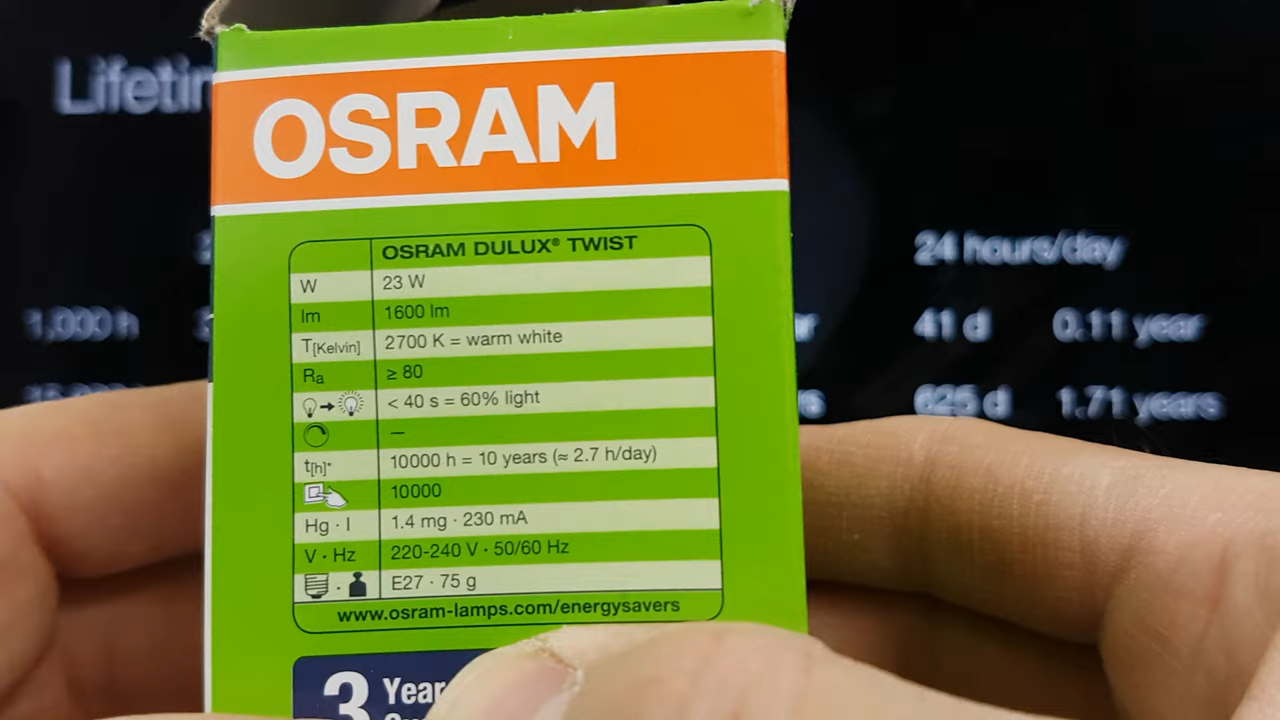 Lifetin
OSRAM
OSRAM DULUX® TWIST
W 23 W
lm 1600 lm
T[Kelvin] 2700 K = warm white
Ra ≥ 80
< 40 s = 60% light
–
t[h]* 10000 h = 10 years (≈ 2.7 h/day)
10000
Hg · I 1.4 mg · 230 mA
V · Hz 220-240 V · 50/60 Hz
· E27 · 75 g
www.osram-lamps.com/energysavers
3 Year
24 hours/day
1,000 h 41 d 0.11 year
625 d 1.71 years